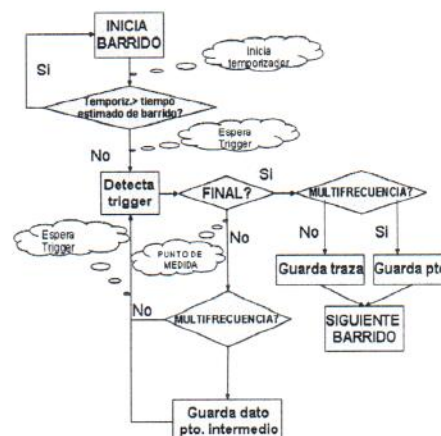 INICIA
BARRIDO
Inicia
temporizador
Si
Temporiz.> tiempo
estimado de barrido?
Espera
Trigger
No
Detecta
trigger
FINAL?
Si
MULTIFRECUENCIA?
Espera
Trigger
PUNTO DE
MEDIDA
No
No
Si
Guarda traza
Guarda pto
No
MULTIFRECUENCIA?
SIGUIENTE
BARRIDO
Guarda dato
pto. Intermedio